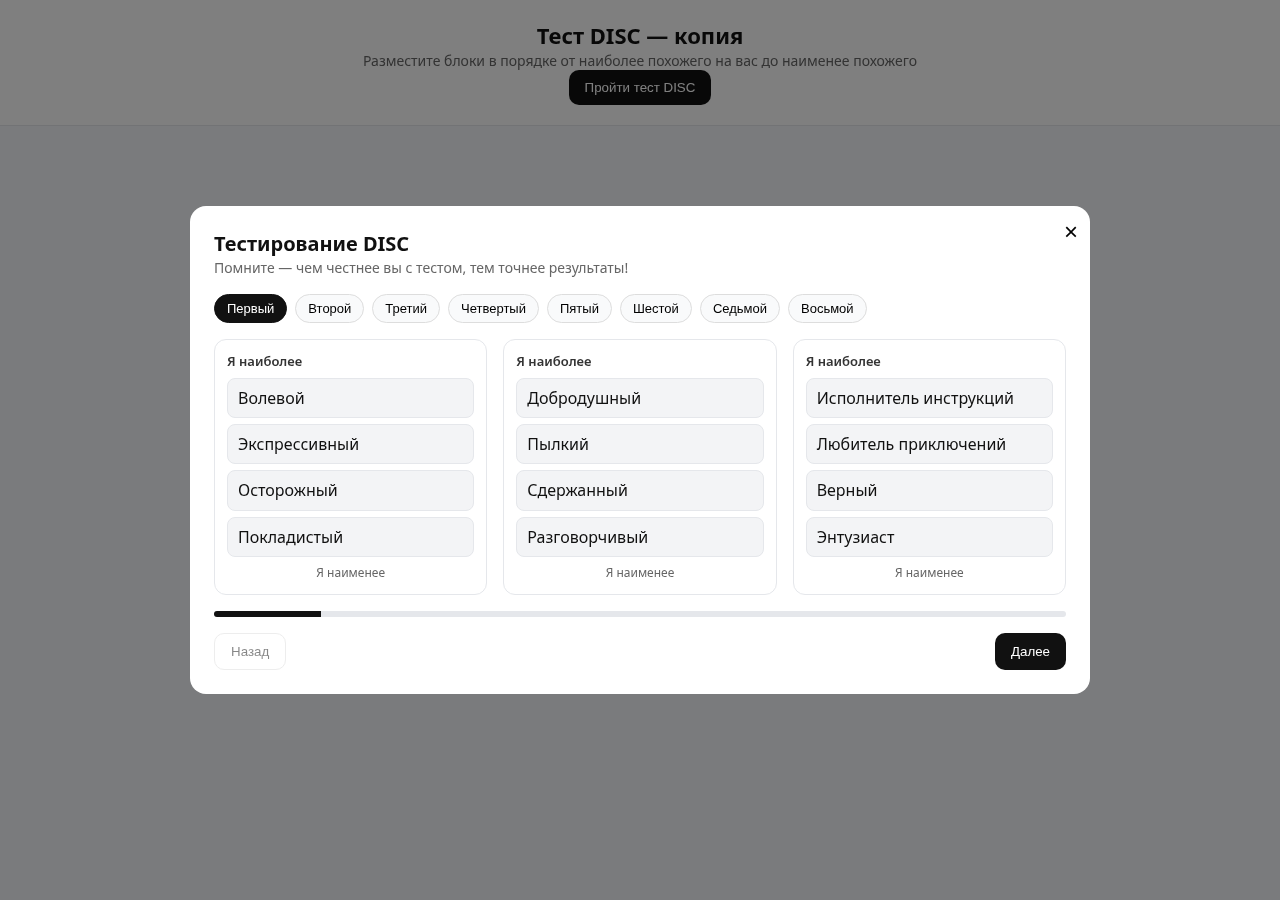 Тест DISC — копия
Разместите блоки в порядке от наиболее похожего на вас до наименее похожего
Пройти тест DISC
Тестирование DISC
✕
Помните — чем честнее вы с тестом, тем точнее результаты!
Первый Второй Третий Четвертый Пятый Шестой Седьмой Восьмой
Я наиболее
Волевой
Экспрессивный
Осторожный
Покладистый
Я наименее
Я наиболее
Добродушный
Пылкий
Сдержанный
Разговорчивый
Я наименее
Я наиболее
Исполнитель инструкций
Любитель приключений
Верный
Энтузиаст
Я наименее
Назад
Далее